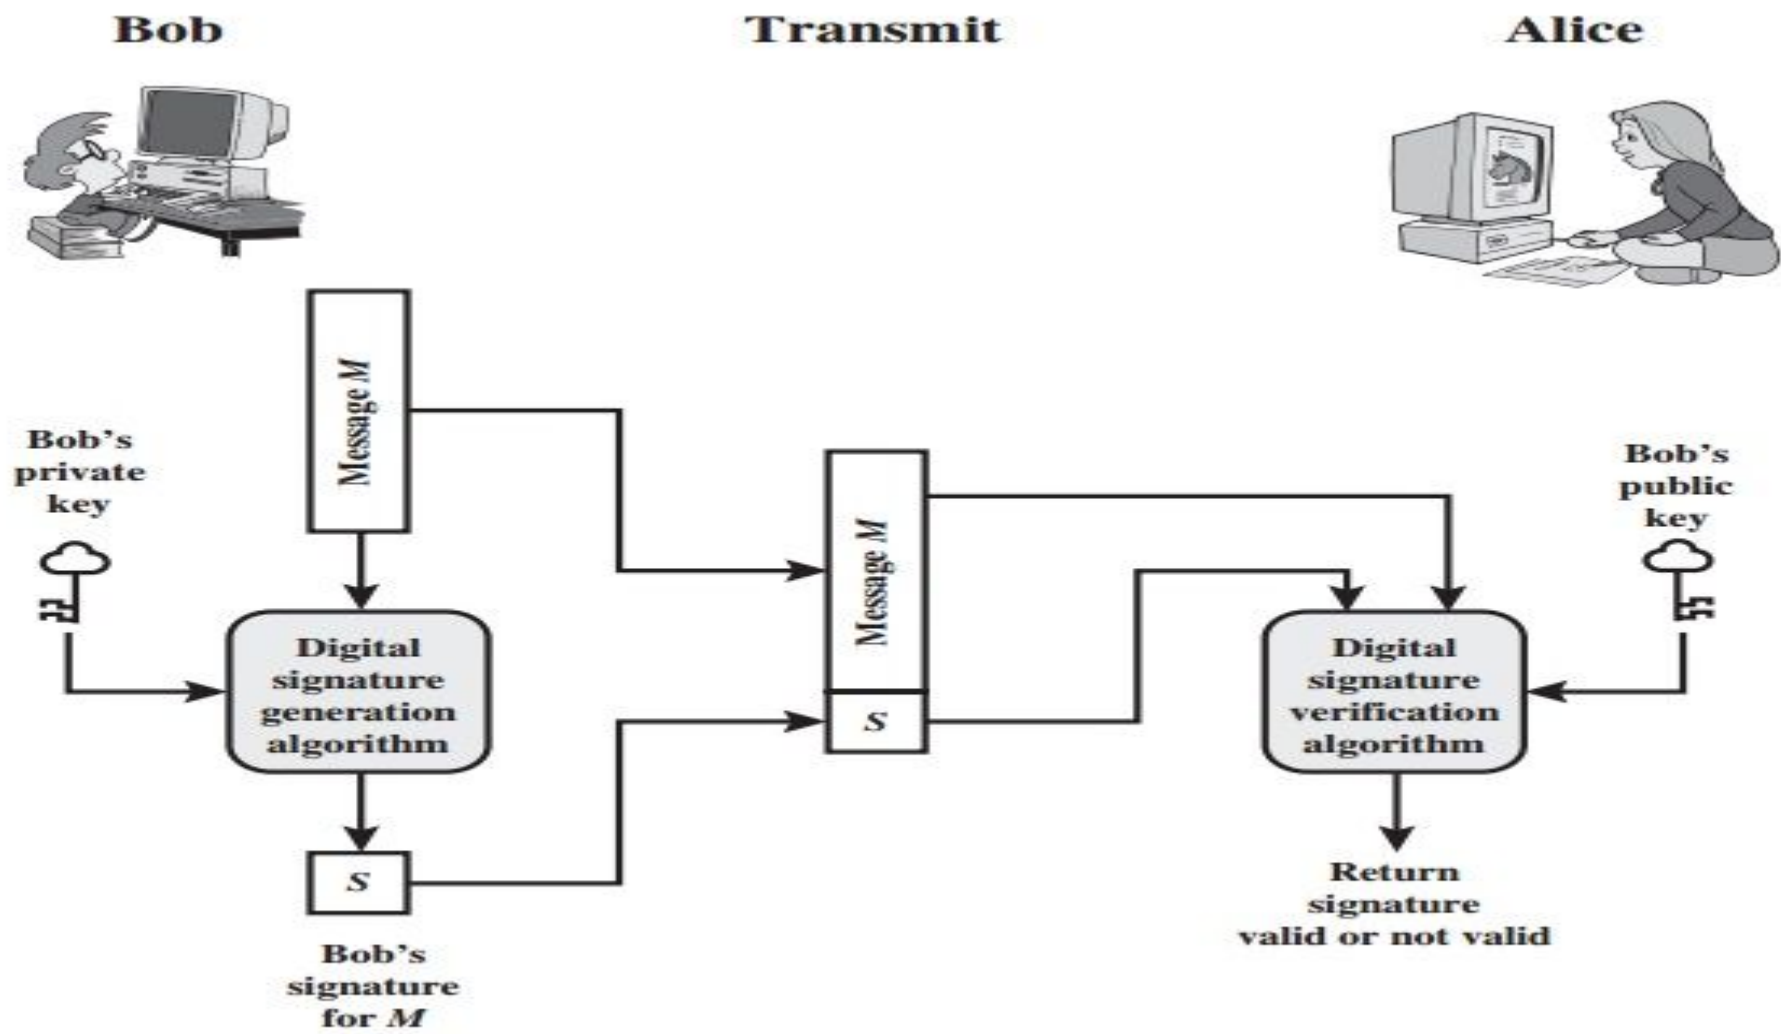 Bob
Transmit
Alice
Message M
Bob's
private
key
Message M
Bob's
public
key
Digital
signature
generation
algorithm
S
Digital
signature
verification
algorithm
S
Bob's
signature
for M
Return
signature
valid or not valid